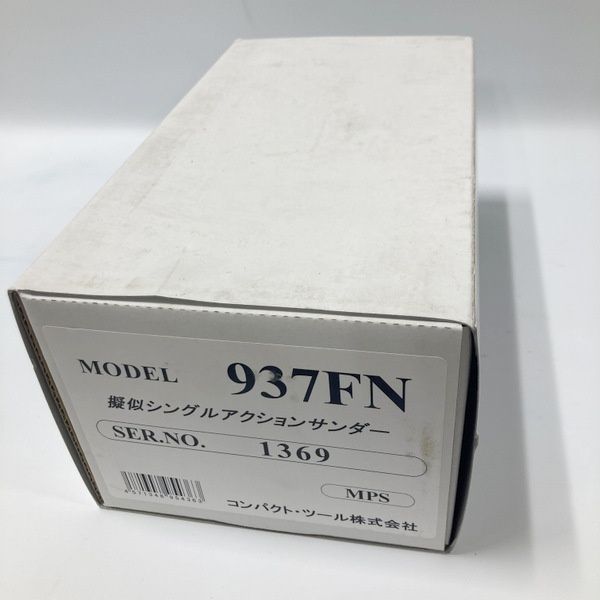 MODEL 937FN
擬似シングルアクションサンダー
SER.NO. 1369
MPS
コンパクト・ツール株式会社